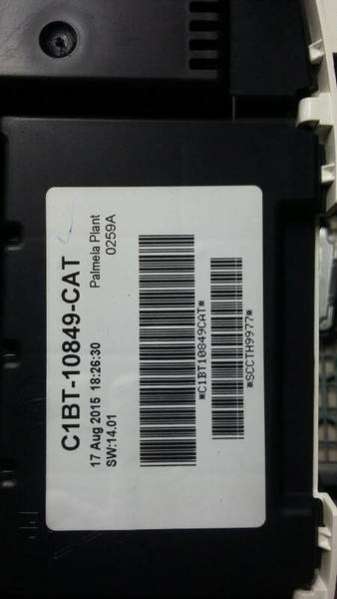 C1BT-10849-CAT
17 Aug 2015 18:26:30 Palmela Plant
SW:14.01 0259A
*C1BT10849CAT*
*SCCTH9977*